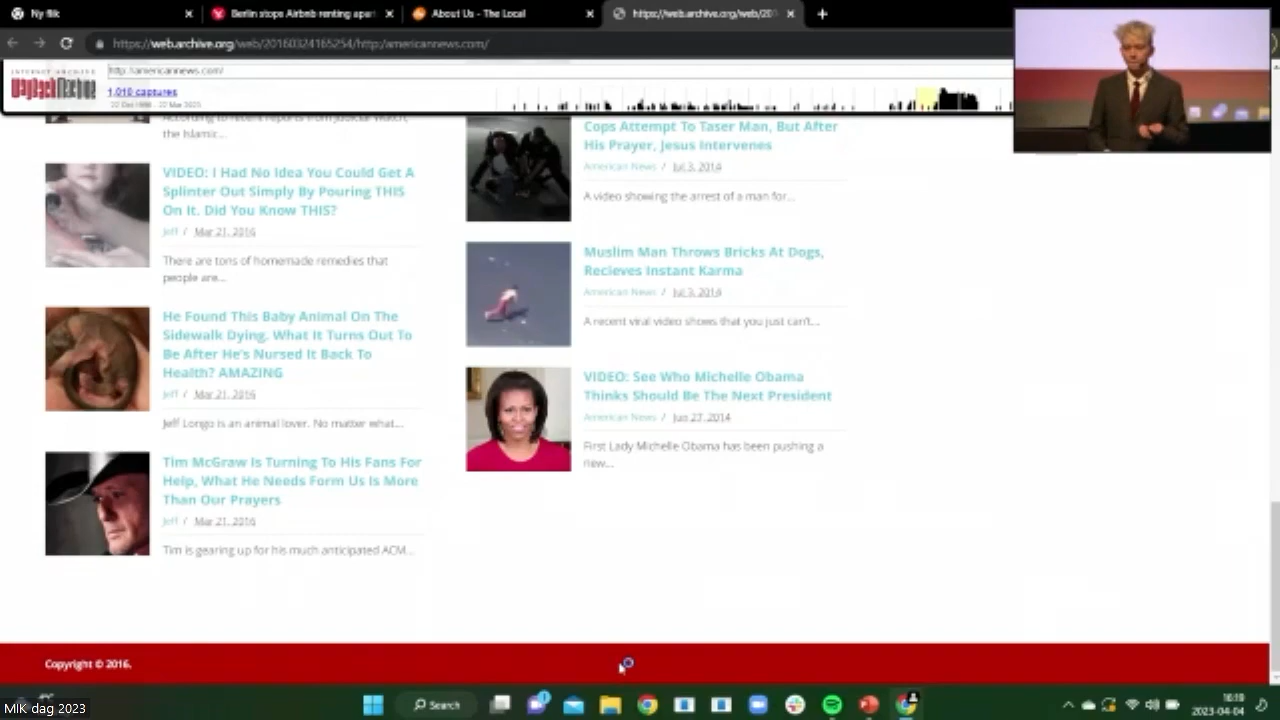 Ny flik
Berlin stops Airbnb renting apar
About Us - The Local
https://web.archive.org/web/201
https://web.archive.org/web/20160324165254/http:/americannews.com/
INTERNET ARCHIVE
WayBackMachine
http://americannews.com/
1,010 captures
According to recent reports from Judicial Watch,
the Islamic...
VIDEO: I Had No Idea You Could Get A
Splinter Out Simply By Pouring THIS
On It. Did You Know THIS?
Jeff / Mar 21, 2016
There are tons of homemade remedies that
people are...
He Found This Baby Animal On The
Sidewalk Dying. What It Turns Out To
Be After He's Nursed It Back To
Health? AMAZING
Jeff / Mar 21, 2016
Jeff Longo is an animal lover. No matter what...
Tim McGraw Is Turning To His Fans For
Help, What He Needs Form Us Is More
Than Our Prayers
Jeff / Mar 21, 2016
Tim is gearing up for his much anticipated ACM...
Cops Attempt To Taser Man, But After
His Prayer, Jesus Intervenes
American News / Jul 3, 2014
A video showing the arrest of a man for...
Muslim Man Throws Bricks At Dogs,
Recieves Instant Karma
American News / Jul 3, 2014
A recent viral video shows that you just can't...
VIDEO: See Who Michelle Obama
Thinks Should Be The Next President
American News / Jun 27, 2014
First Lady Michelle Obama has been pushing a
new...
Copyright © 2016.
MIK dag 2023
Search
16:19
2023-04-04